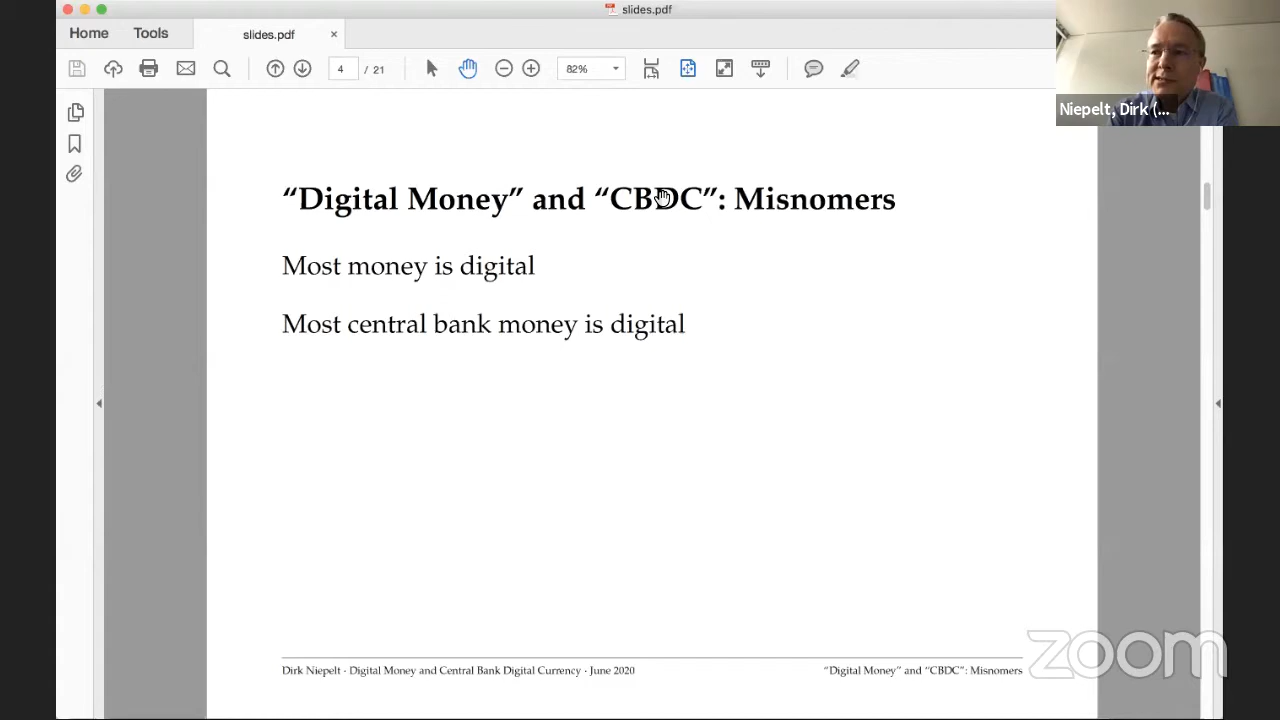 slides.pdf
Home
Tools
slides.pdf
×
4 / 21
82%
Niepelt, Dirk (...
“Digital Money” and “CBDC”: Misnomers
Most money is digital
Most central bank money is digital
Dirk Niepelt · Digital Money and Central Bank Digital Currency · June 2020
“Digital Money” and “CBDC”: Misnomers
zoom